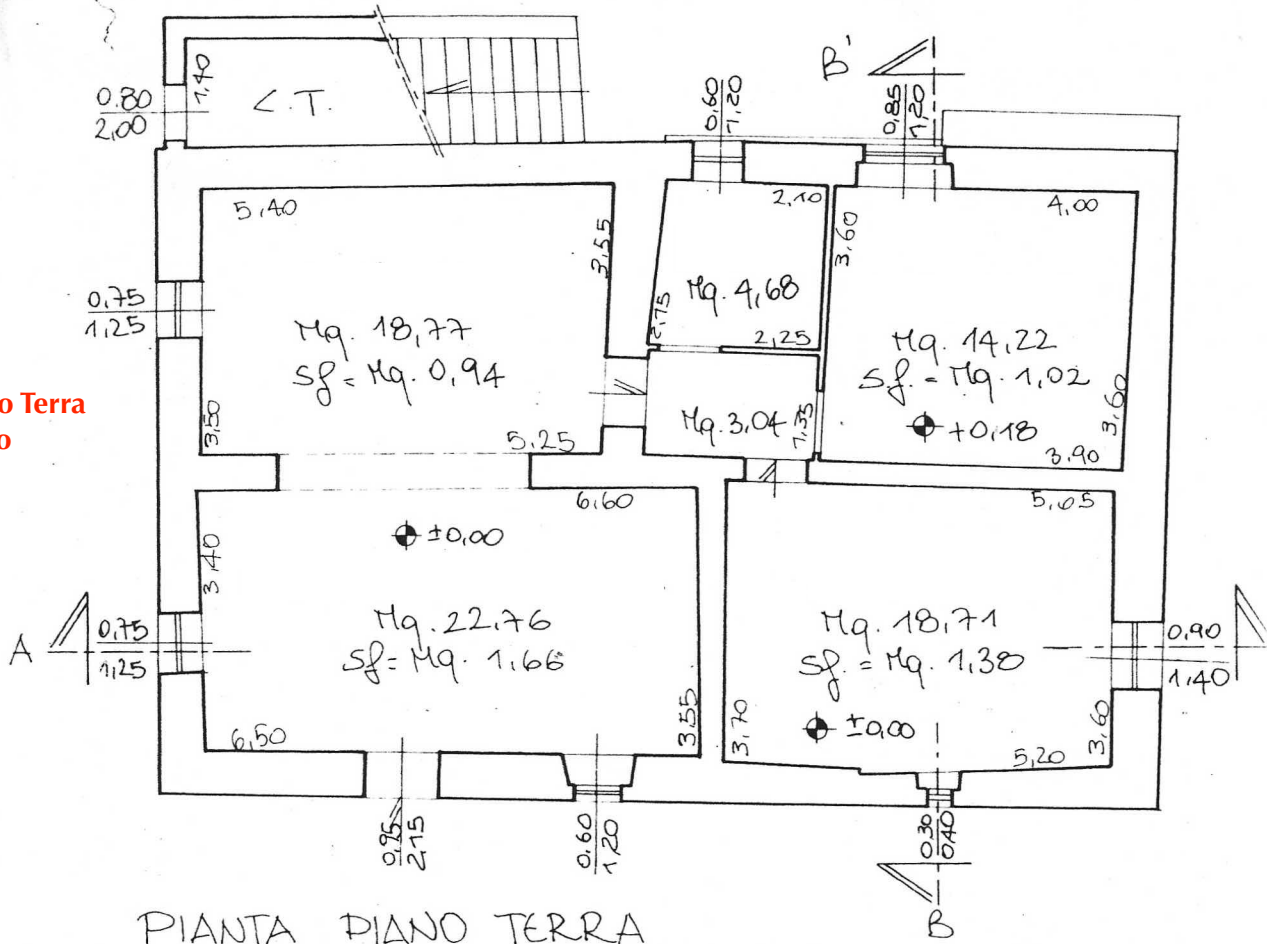 B'
0.80
2,00
1,40
C.T.
0,60
1,20
0,85
1,20
5,40
3,55
2,10
3,60
4,00
0,75
1,25
Mq. 18,77
Sf = Mq. 0,94
Mq. 4,68
2,15
2,25
Mq. 14,22
S.f. = Mq. 1,02
+0,18
3,60
o Terra
o
3,50
5,25
Mq. 3,04
1,35
3.90
6,60
5,65
±0,00
3,40
A
0,75
1,25
Mq. 22,76
Sf = Mq. 1,66
Mq. 18,71
Sf. = Mq. 1,38
0,90
1,40
6,50
3,55
3,70
±0,00
5,20
3,60
0,95
2,15
0,60
1,20
0,30
0,40
B
PIANTA PIANO TERRA